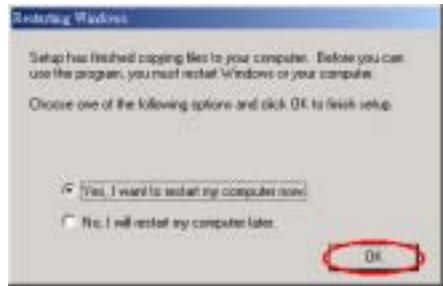 Restarting Windows
Setup has finished copying files to your computer. Before you can
use the program, you must restart Windows or your computer.
Choose one of the following options and click OK to finish setup.
Yes, I want to restart my computer now.
No, I will restart my computer later.
OK